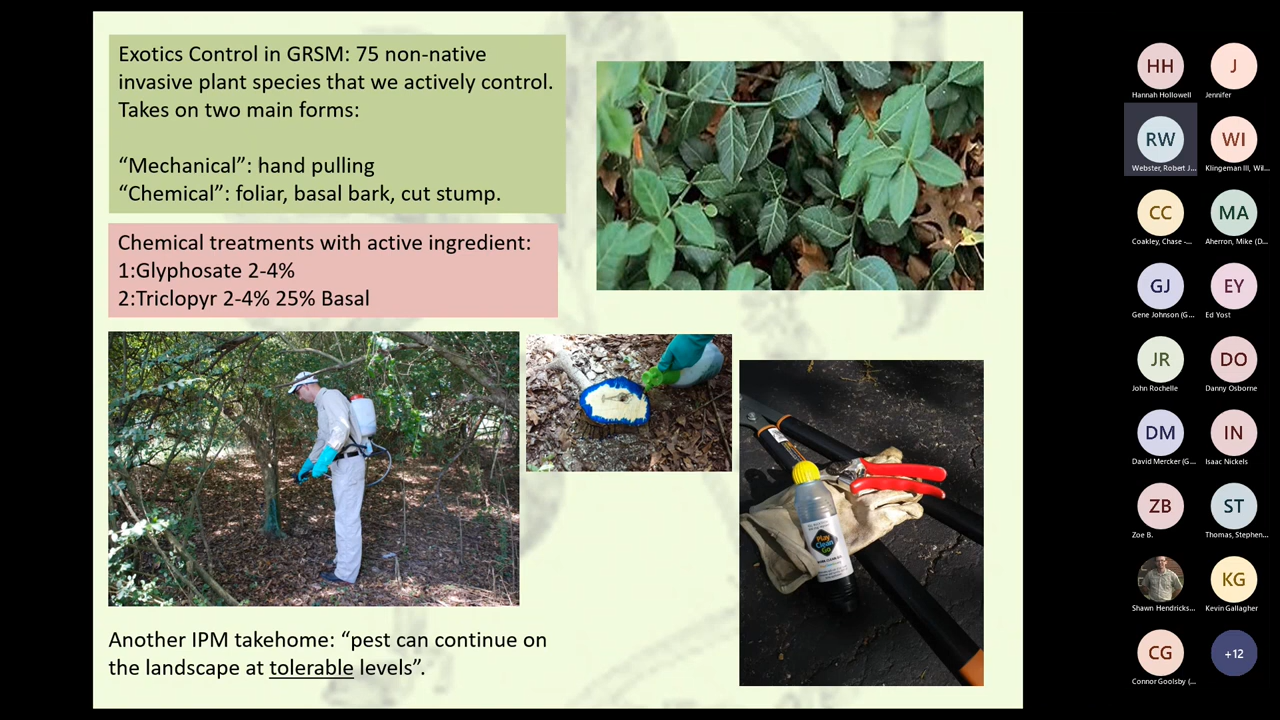 Exotics Control in GRSM: 75 non-native
invasive plant species that we actively control.
Takes on two main forms:
“Mechanical”: hand pulling
“Chemical”: foliar, basal bark, cut stump.
Chemical treatments with active ingredient:
1:Glyphosate 2-4%
2:Triclopyr 2-4% 25% Basal
Play
Clean
Go
Another IPM takehome: “pest can continue on
the landscape at tolerable levels”.
HH
Hannah Hollowell
J
Jennifer
RW
Webster, Robert J...
WI
Klingeman III, Wil...
CC
Coakley, Chase -...
MA
Aherron, Mike (D...
GJ
Gene Johnson (G...
EY
Ed Yost
JR
John Rochelle
DO
Danny Osborne
DM
David Mercker (G...
IN
Isaac Nickels
ZB
Zoe B.
ST
Thomas, Stephen...
Shawn Hendricks...
KG
Kevin Gallagher
CG
Connor Goolsby (...
+12